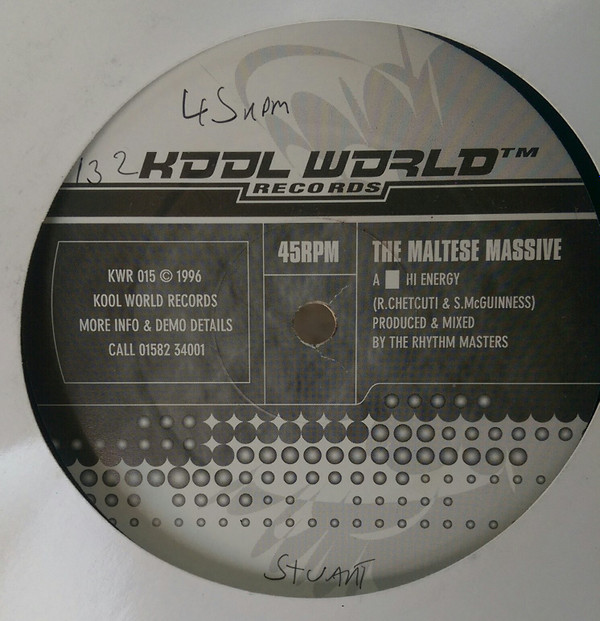 45rpm
132
KOOL WORLD™
RECORDS
KWR 015 © 1996
KOOL WORLD RECORDS
MORE INFO & DEMO DETAILS
CALL 01582 34001
45RPM
THE MALTESE MASSIVE
A HI ENERGY
(R.CHETCUTI & S.McGUINNESS)
PRODUCED & MIXED
BY THE RHYTHM MASTERS
STUART